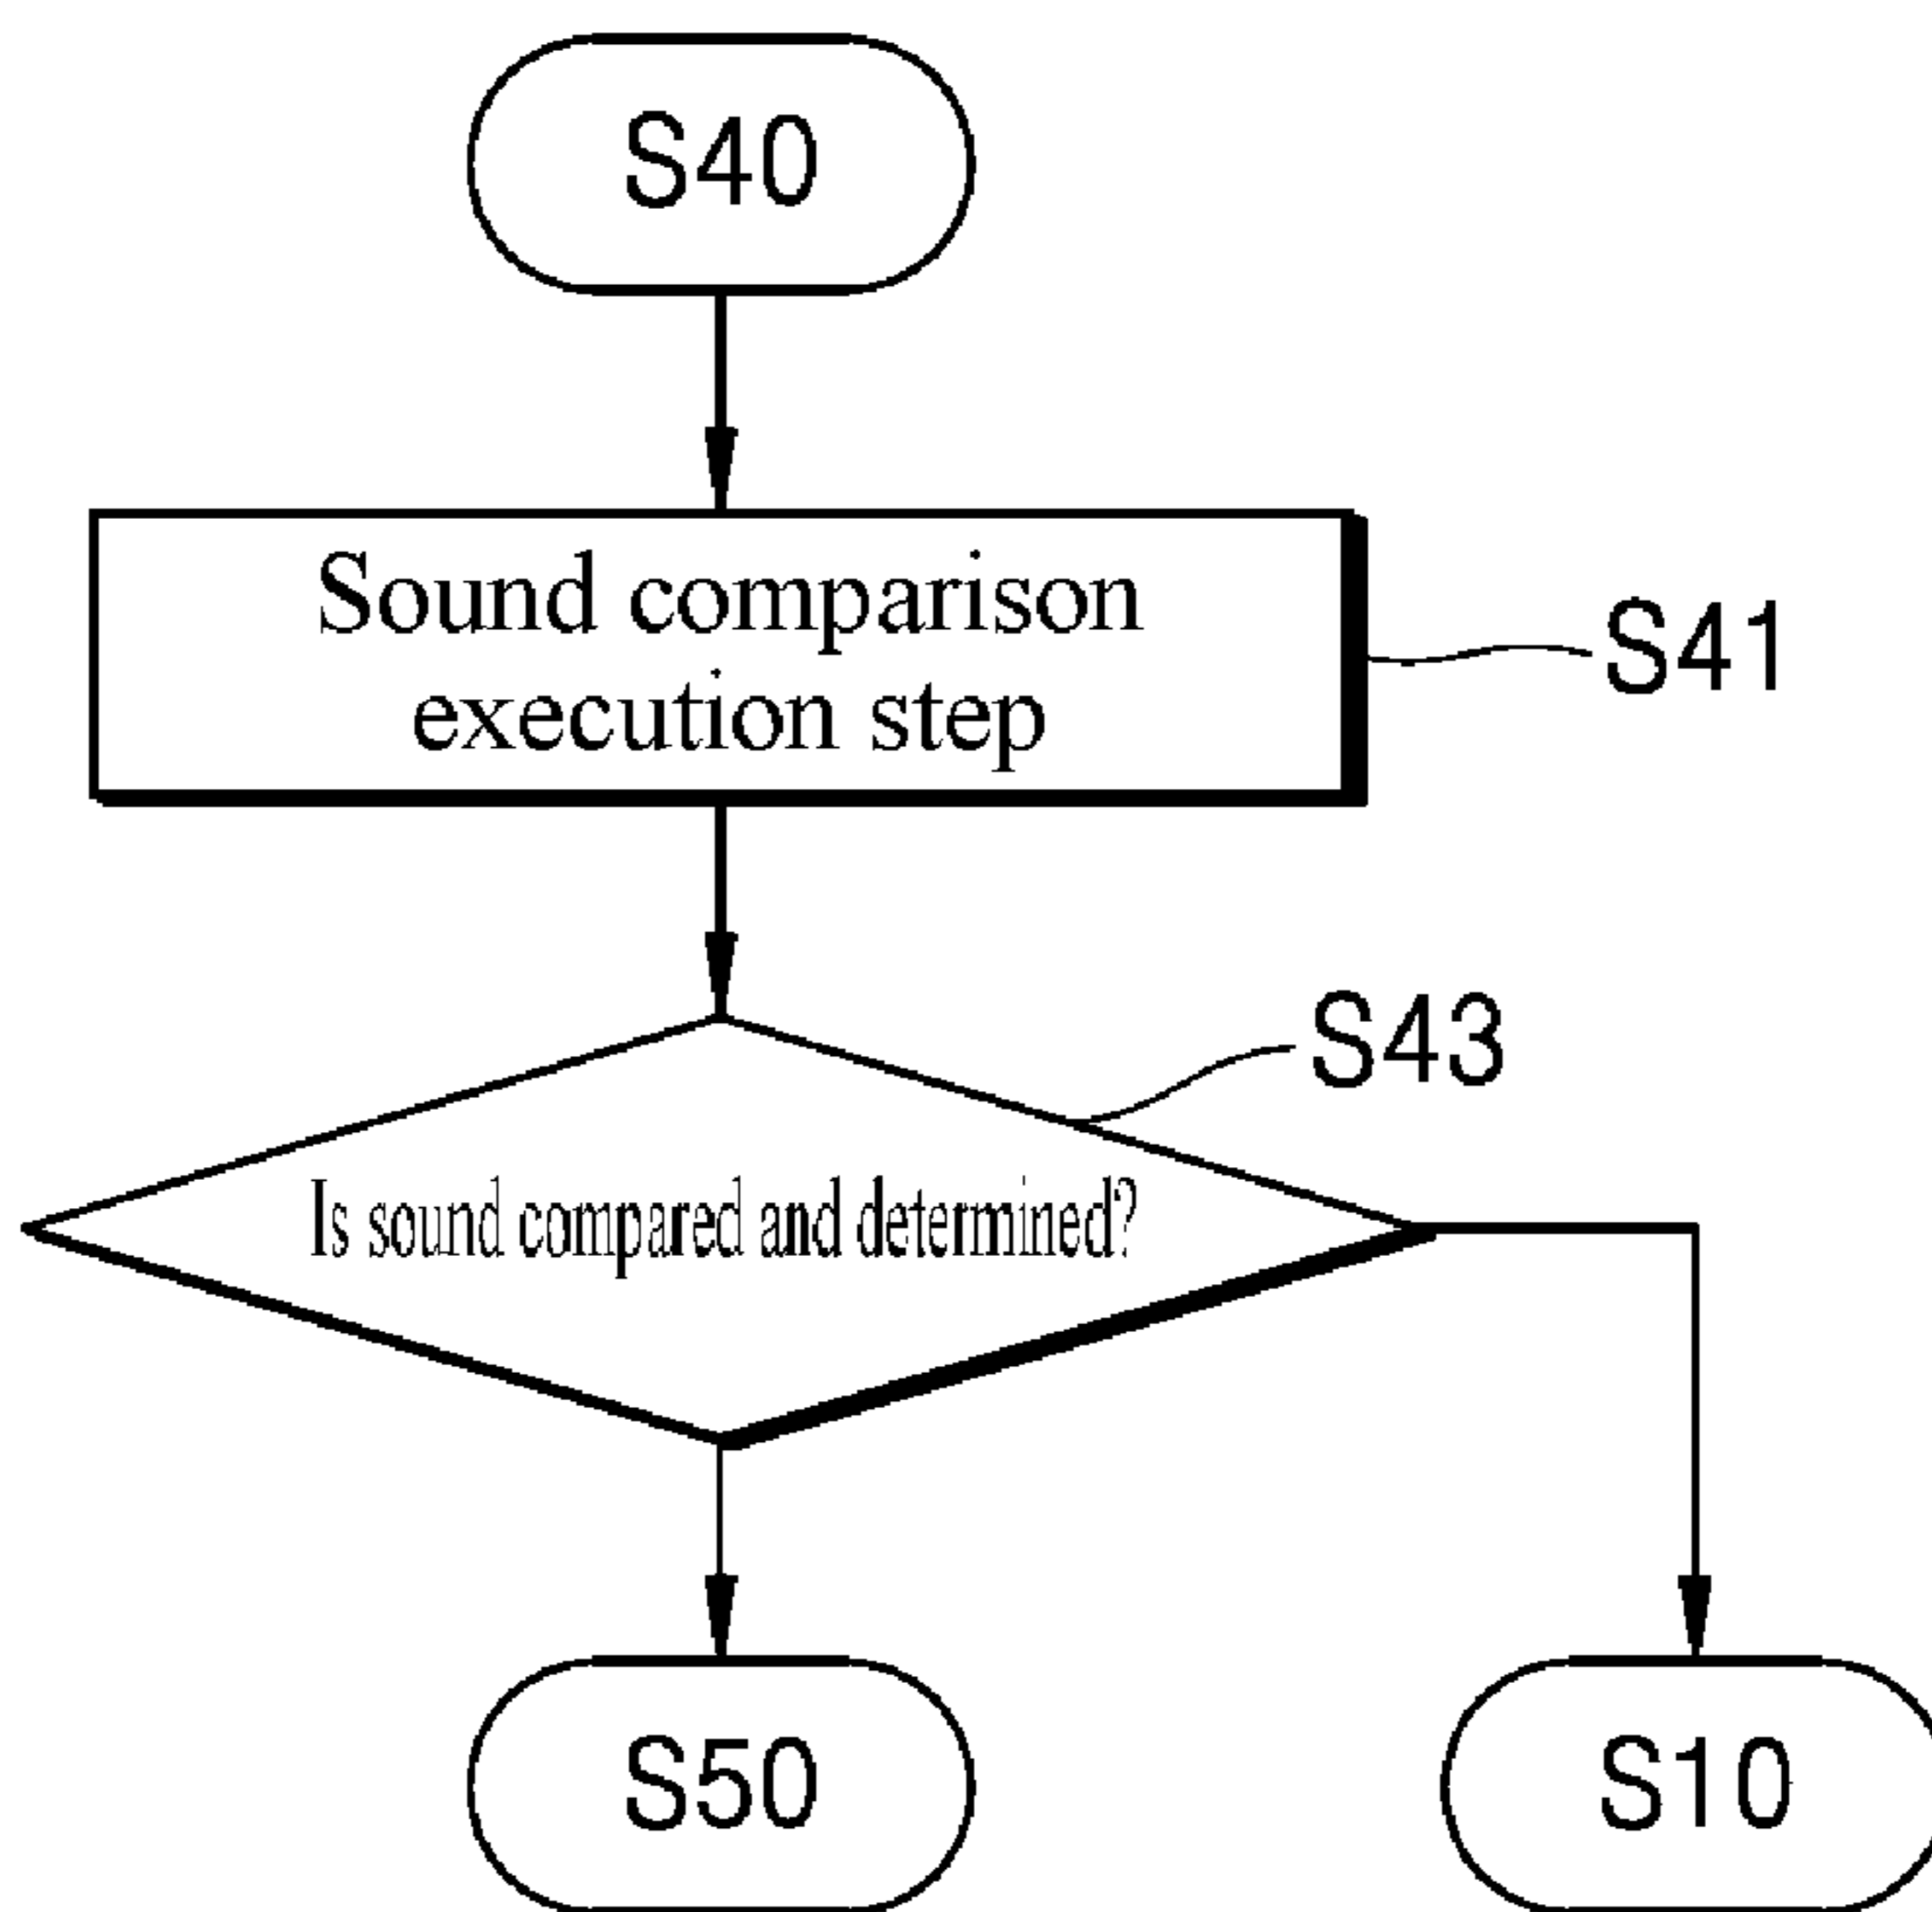 S40
Sound comparison
execution step
S41
S43
Is sound compared and determined?
S50
S10